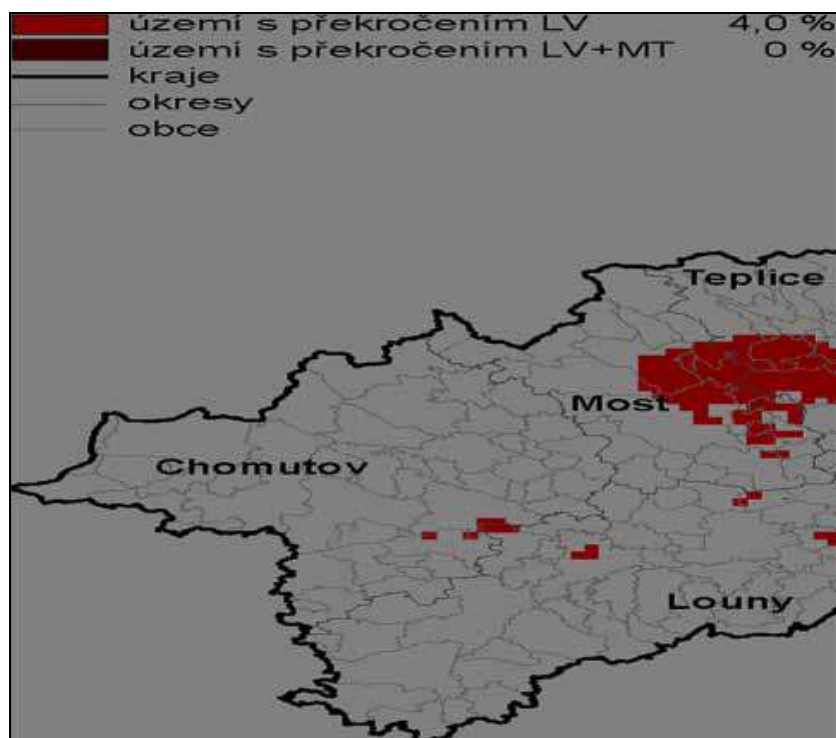 území s překročením LV 4,0 %
území s překročením LV+MT 0 %
kraje
okresy
obce
Teplice
Most
Chomutov
Louny